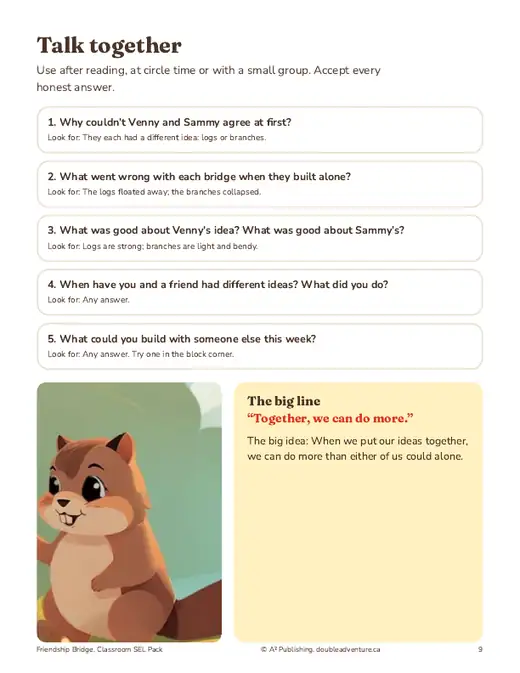 Talk together
Use after reading, at circle time or with a small group. Accept every
honest answer.
1. Why couldn't Venny and Sammy agree at first?
Look for: They each had a different idea: logs or branches.
2. What went wrong with each bridge when they built alone?
Look for: The logs floated away; the branches collapsed.
3. What was good about Venny's idea? What was good about Sammy's?
Look for: Logs are strong; branches are light and bendy.
4. When have you and a friend had different ideas? What did you do?
Look for: Any answer.
5. What could you build with someone else this week?
Look for: Any answer. Try one in the block corner.
The big line
“Together, we can do more.”
The big idea: When we put our ideas together,
we can do more than either of us could alone.
Friendship Bridge. Classroom SEL Pack
© A² Publishing. doubleadventure.ca
9